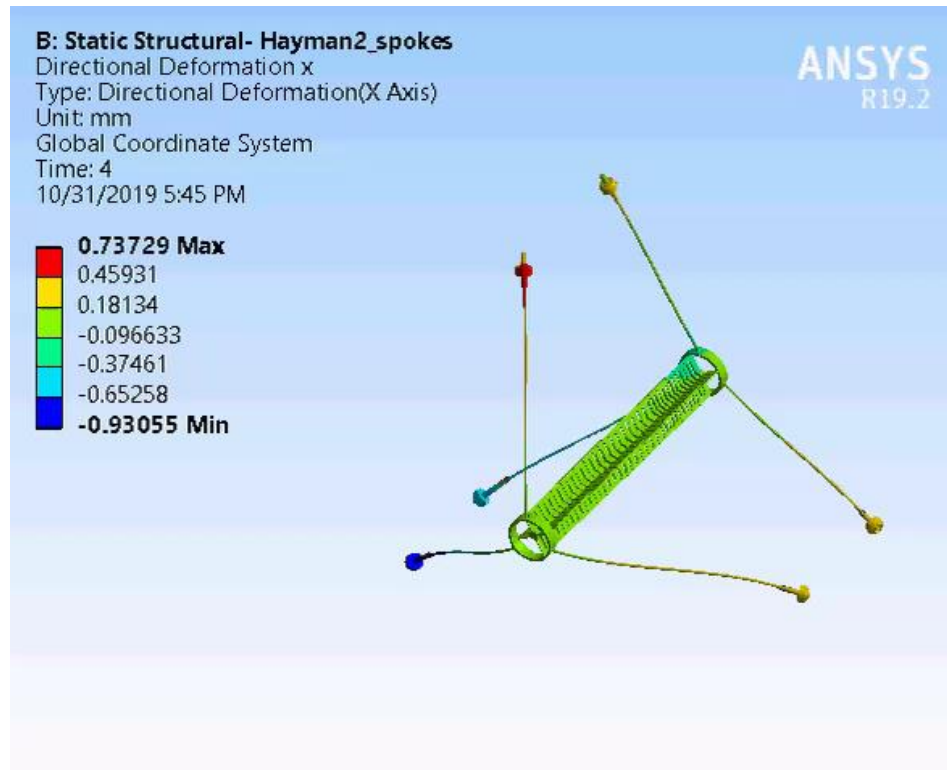 B: Static Structural- Hayman2_spokes
Directional Deformation x
Type: Directional Deformation(X Axis)
Unit: mm
Global Coordinate System
Time: 4
10/31/2019 5:45 PM
ANSYS
R19.2
0.73729 Max
0.45931
0.18134
-0.096633
-0.37461
-0.65258
-0.93055 Min